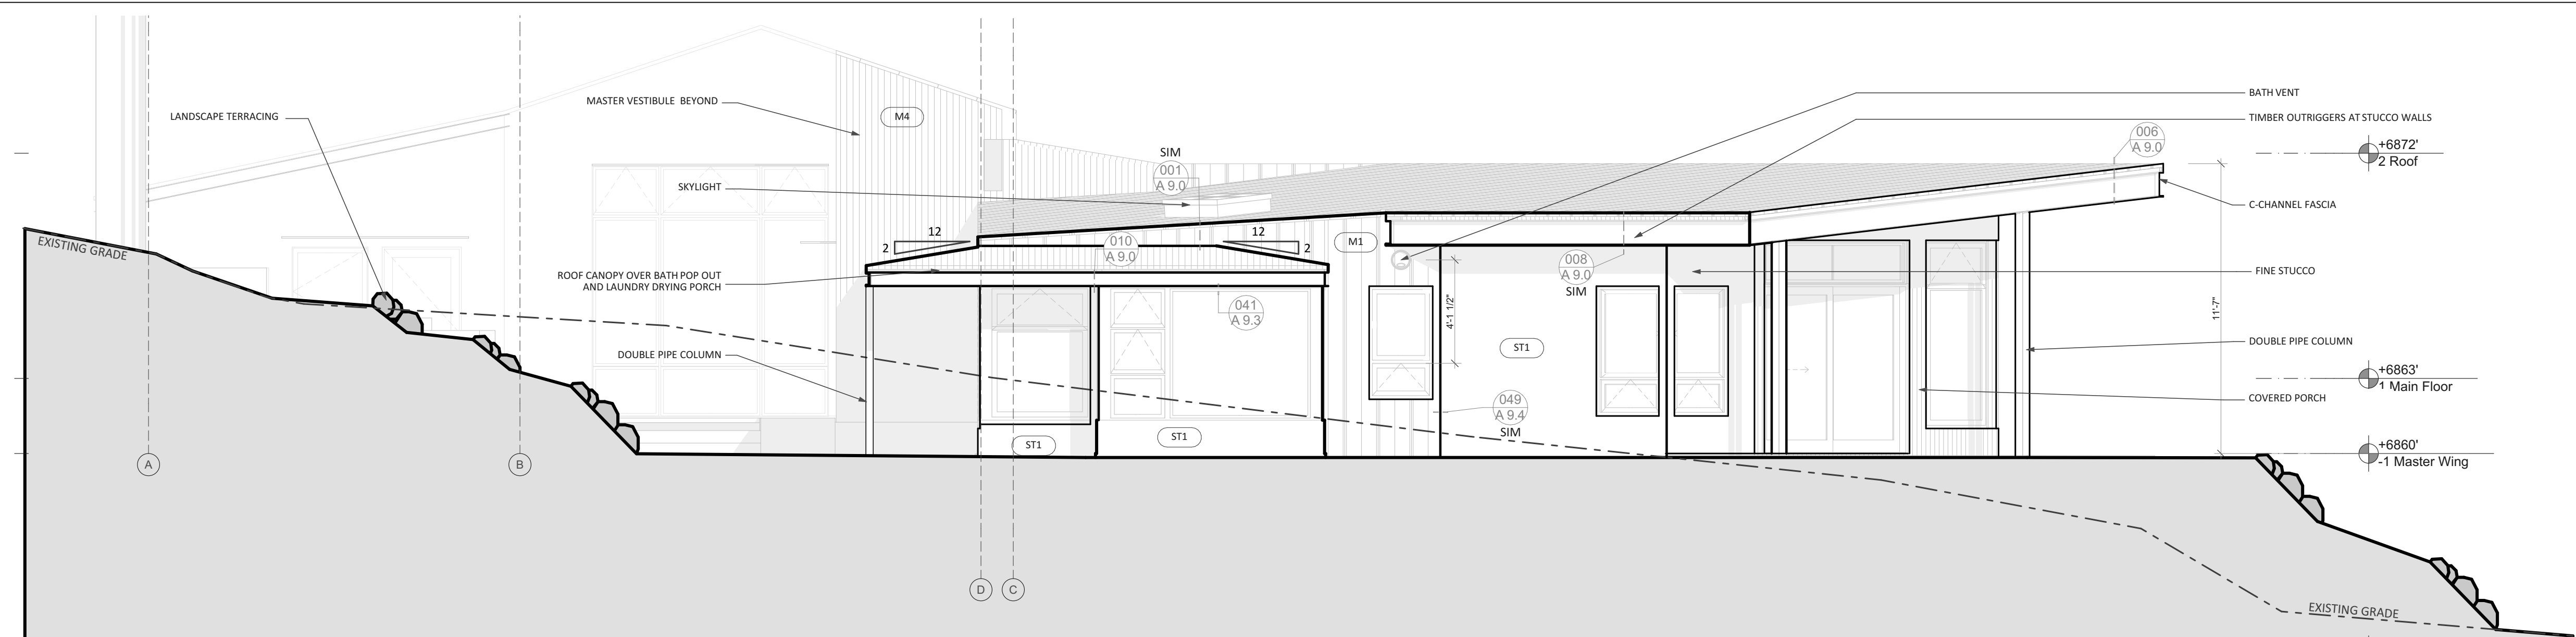 BATH VENT
MASTER VESTIBULE  BEYOND
M4
LANDSCAPE TERRACING
TIMBER OUTRIGGERS AT STUCCO WALLS
006
A 9.0
+6872'
2 Roof
SIM
001
A 9.0
SKYLIGHT
C-CHANNEL FASCIA
12
2
12
2
010
A 9.0
M1
EXISTING GRADE
ROOF CANOPY OVER BATH POP OUT
AND LAUNDRY DRYING PORCH
008
A 9.0
SIM
FINE STUCCO
041
A 9.3
4'-1 1/2"
11'-7"
DOUBLE PIPE COLUMN
ST1
DOUBLE PIPE COLUMN
+6863'
1 Main Floor
COVERED PORCH
049
A 9.4
SIM
ST1
ST1
+6860'
-1 Master Wing
A
B
D
C
EXISTING GRADE